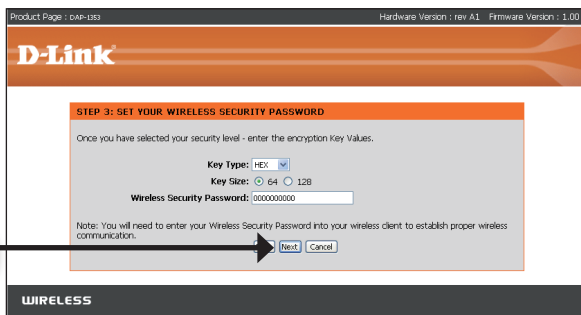 Product Page : DAP-1353 Hardware Version : rev A1 Firmware Version : 1.00
D-Link
STEP 3: SET YOUR WIRELESS SECURITY PASSWORD
Once you have selected your security level - enter the encryption Key Values.
Key Type: HEX
Key Size: 64 128
Wireless Security Password: 0000000000
Note: You will need to enter your Wireless Security Password into your wireless client to establish proper wireless
communication.
Next Cancel
WIRELESS